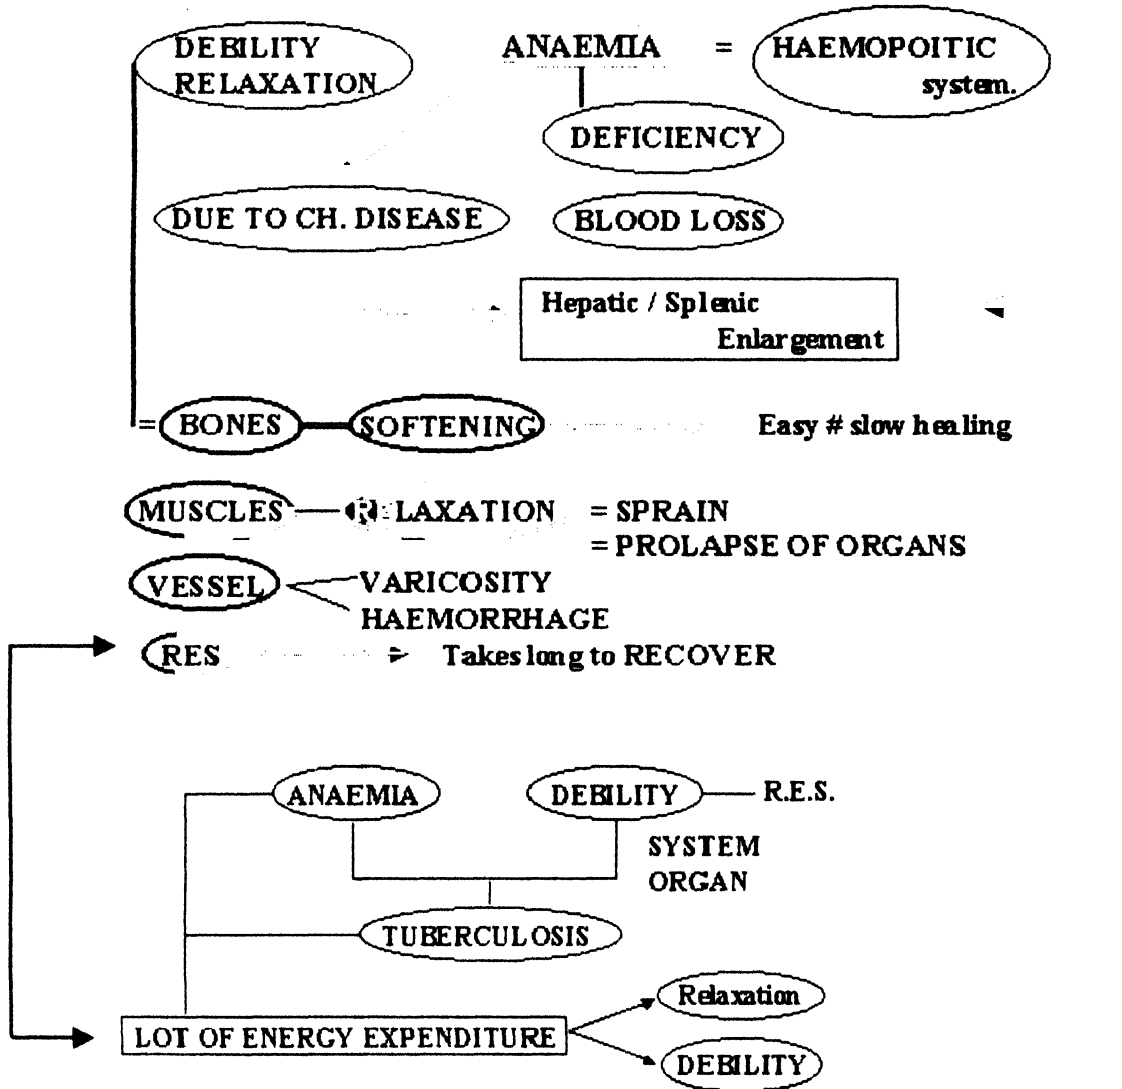 DEBILITY
RELAXATION
ANAEMIA = HAEMOPOITIC
system.
DEFICIENCY
DUE TO CH. DISEASE
BLOOD LOSS
Hepatic / Splenic
Enlargement
= BONES SOFTENING Easy # slow healing
MUSCLES RELAXATION = SPRAIN
= PROLAPSE OF ORGANS
VESSEL
VARICOSITY
HAEMORRHAGE
RES Takes long to RECOVER
ANAEMIA DEBILITY R.E.S.
SYSTEM
ORGAN
TUBERCULOSIS
Relaxation
LOT OF ENERGY EXPENDITURE
DEBILITY